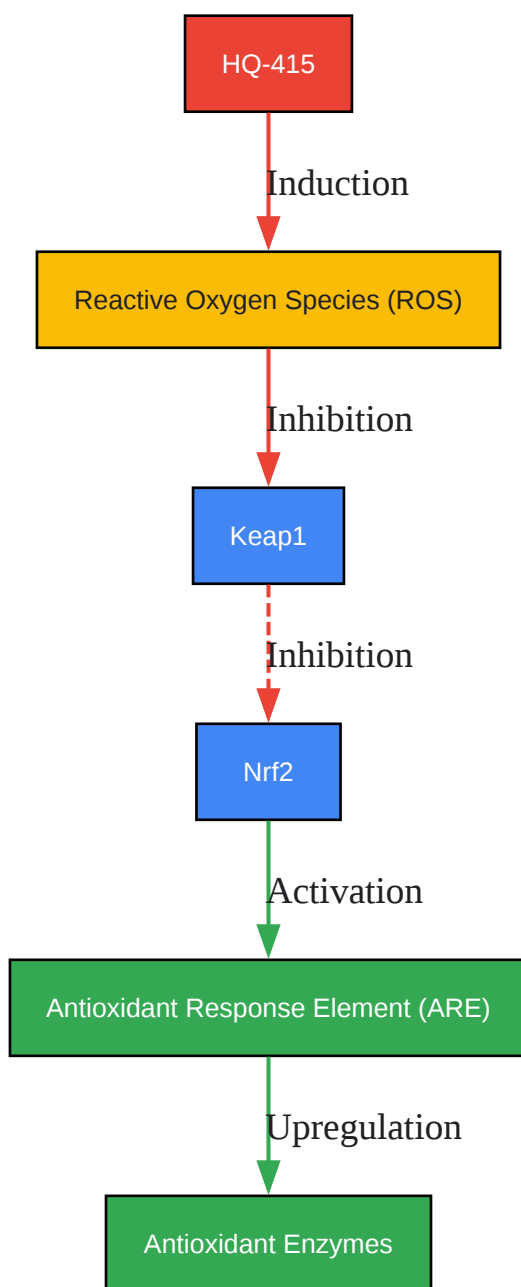 HQ-415
Induction
Reactive Oxygen Species (ROS)
Inhibition
Keap1
Inhibition
Nrf2
Activation
Antioxidant Response Element (ARE)
Upregulation
Antioxidant Enzymes